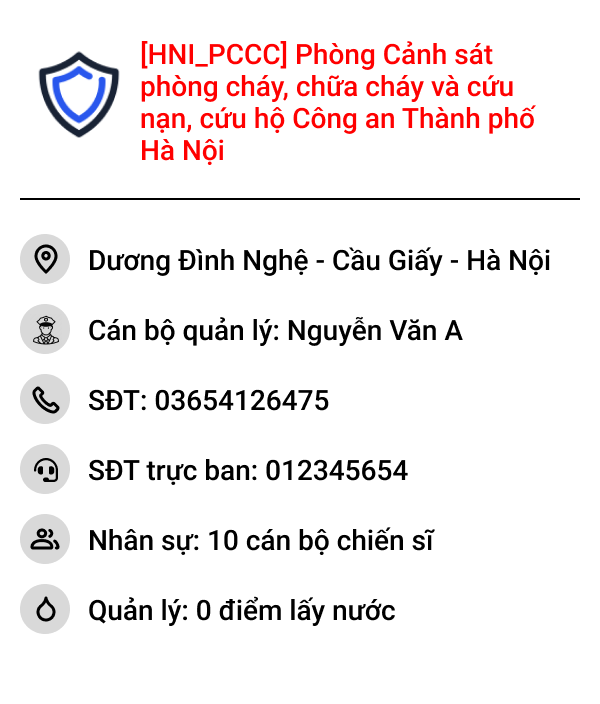 [HNI_PCCC] Phòng Cảnh sát
phòng cháy, chữa cháy và cứu
nạn, cứu hộ Công an Thành phố
Hà Nội
Dương Đình Nghệ - Cầu Giấy - Hà Nội
Cán bộ quản lý: Nguyễn Văn A
SĐT: 03654126475
SĐT trực ban: 012345654
Nhân sự: 10 cán bộ chiến sĩ
Quản lý: 0 điểm lấy nước